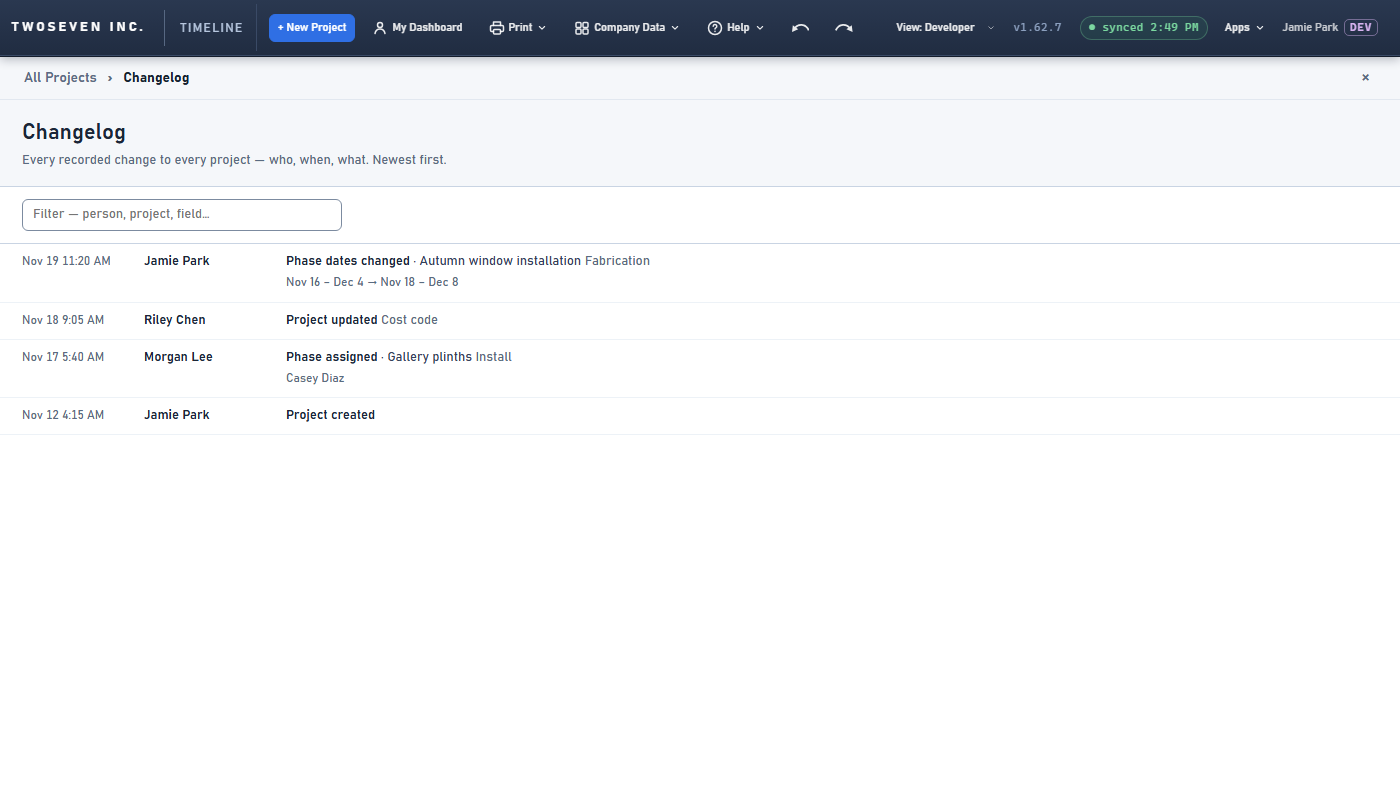 TWOSEVEN INC. TIMELINE + New Project My Dashboard Print Company Data Help View: Developer v1.62.7 synced 2:49 PM Apps Jamie Park DEV
All Projects › Changelog ×
Changelog
Every recorded change to every project — who, when, what. Newest first.
Filter — person, project, field…
Nov 19 11:20 AM Jamie Park Phase dates changed · Autumn window installation Fabrication
Nov 16 – Dec 4 → Nov 18 – Dec 8
Nov 18 9:05 AM Riley Chen Project updated Cost code
Nov 17 5:40 AM Morgan Lee Phase assigned · Gallery plinths Install
Casey Diaz
Nov 12 4:15 AM Jamie Park Project created